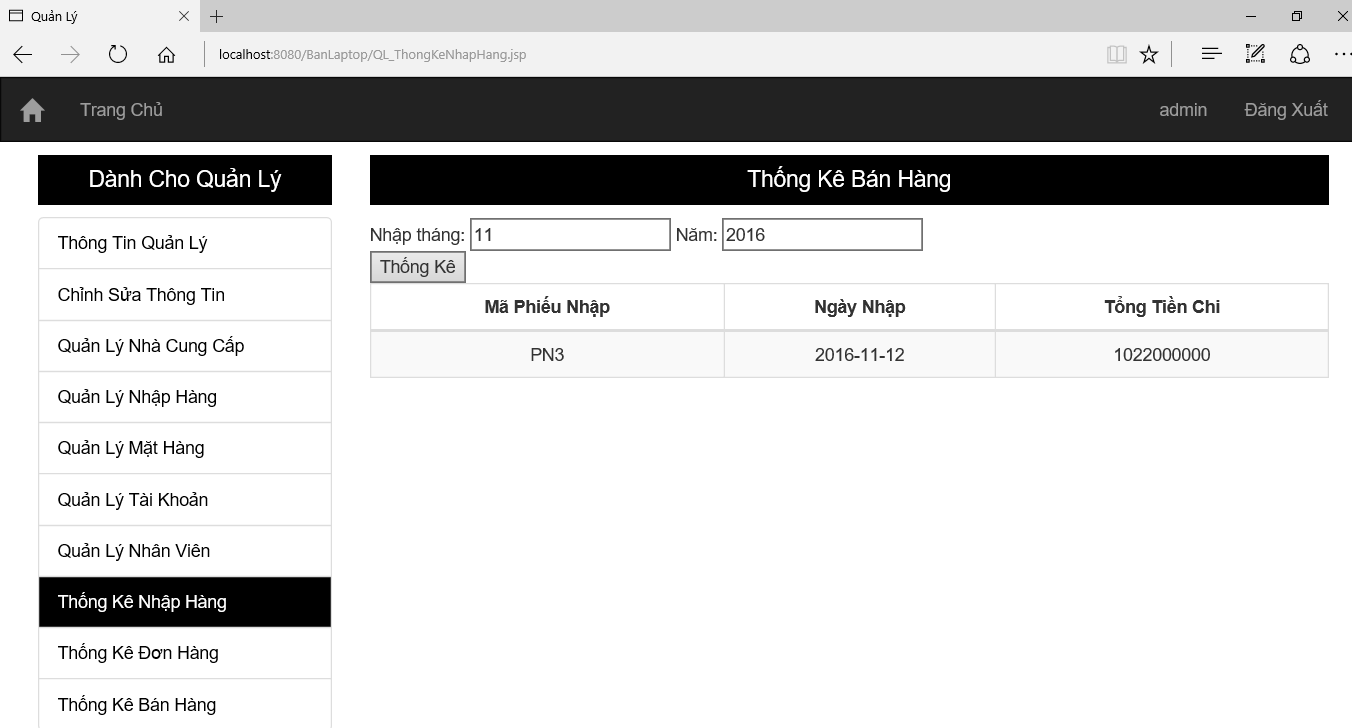 Quản Lý
localhost:8080/BanLaptop/QL_ThongKeNhapHang.jsp
Trang Chủ
admin
Đăng Xuất
Dành Cho Quản Lý
Thông Tin Quản Lý
Chỉnh Sửa Thông Tin
Quản Lý Nhà Cung Cấp
Quản Lý Nhập Hàng
Quản Lý Mặt Hàng
Quản Lý Tài Khoản
Quản Lý Nhân Viên
Thống Kê Nhập Hàng
Thống Kê Đơn Hàng
Thống Kê Bán Hàng
Thống Kê Bán Hàng
Nhập tháng: 11 Năm: 2016
Thống Kê
Mã Phiếu Nhập Ngày Nhập Tổng Tiền Chi
PN3 2016-11-12 1022000000